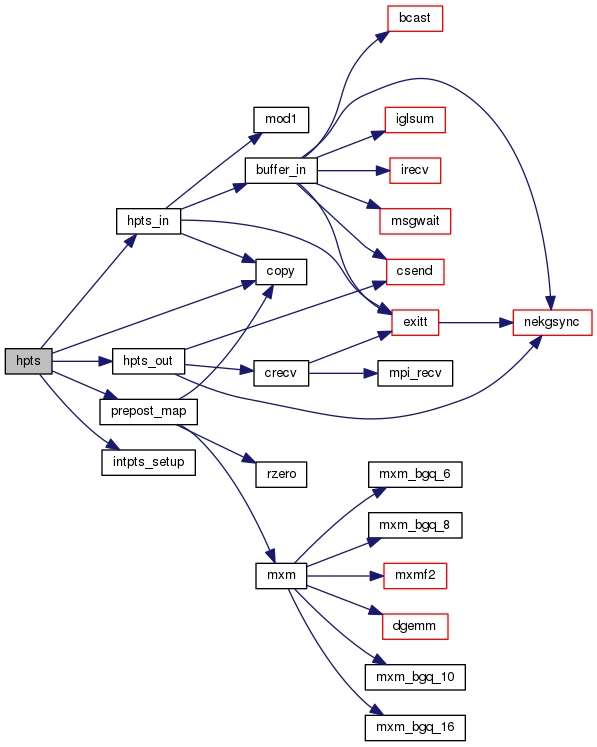 bcast
mod1
iglsum
buffer_in
irecv
hpts_in
msgwait
copy
csend
exitt
nekgsync
hpts
hpts_out
crecv
mpi_recv
prepost_map
intpts_setup
rzero
mxm_bgq_6
mxm_bgq_8
mxm
mxmf2
dgemm
mxm_bgq_10
mxm_bgq_16